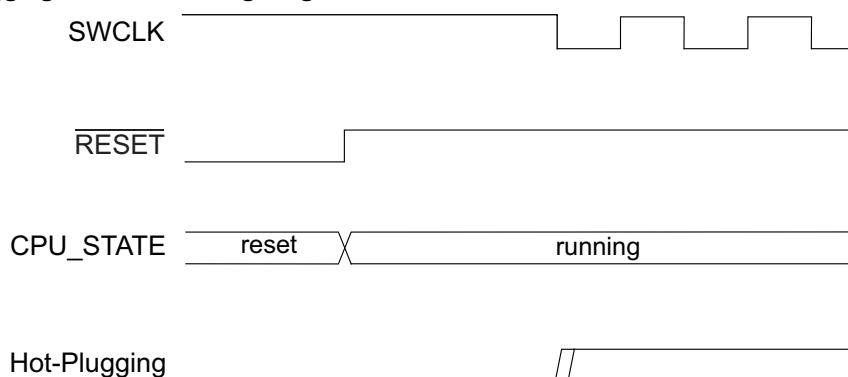 SWCLK
RESET
CPU_STATE
reset
running
Hot-Plugging